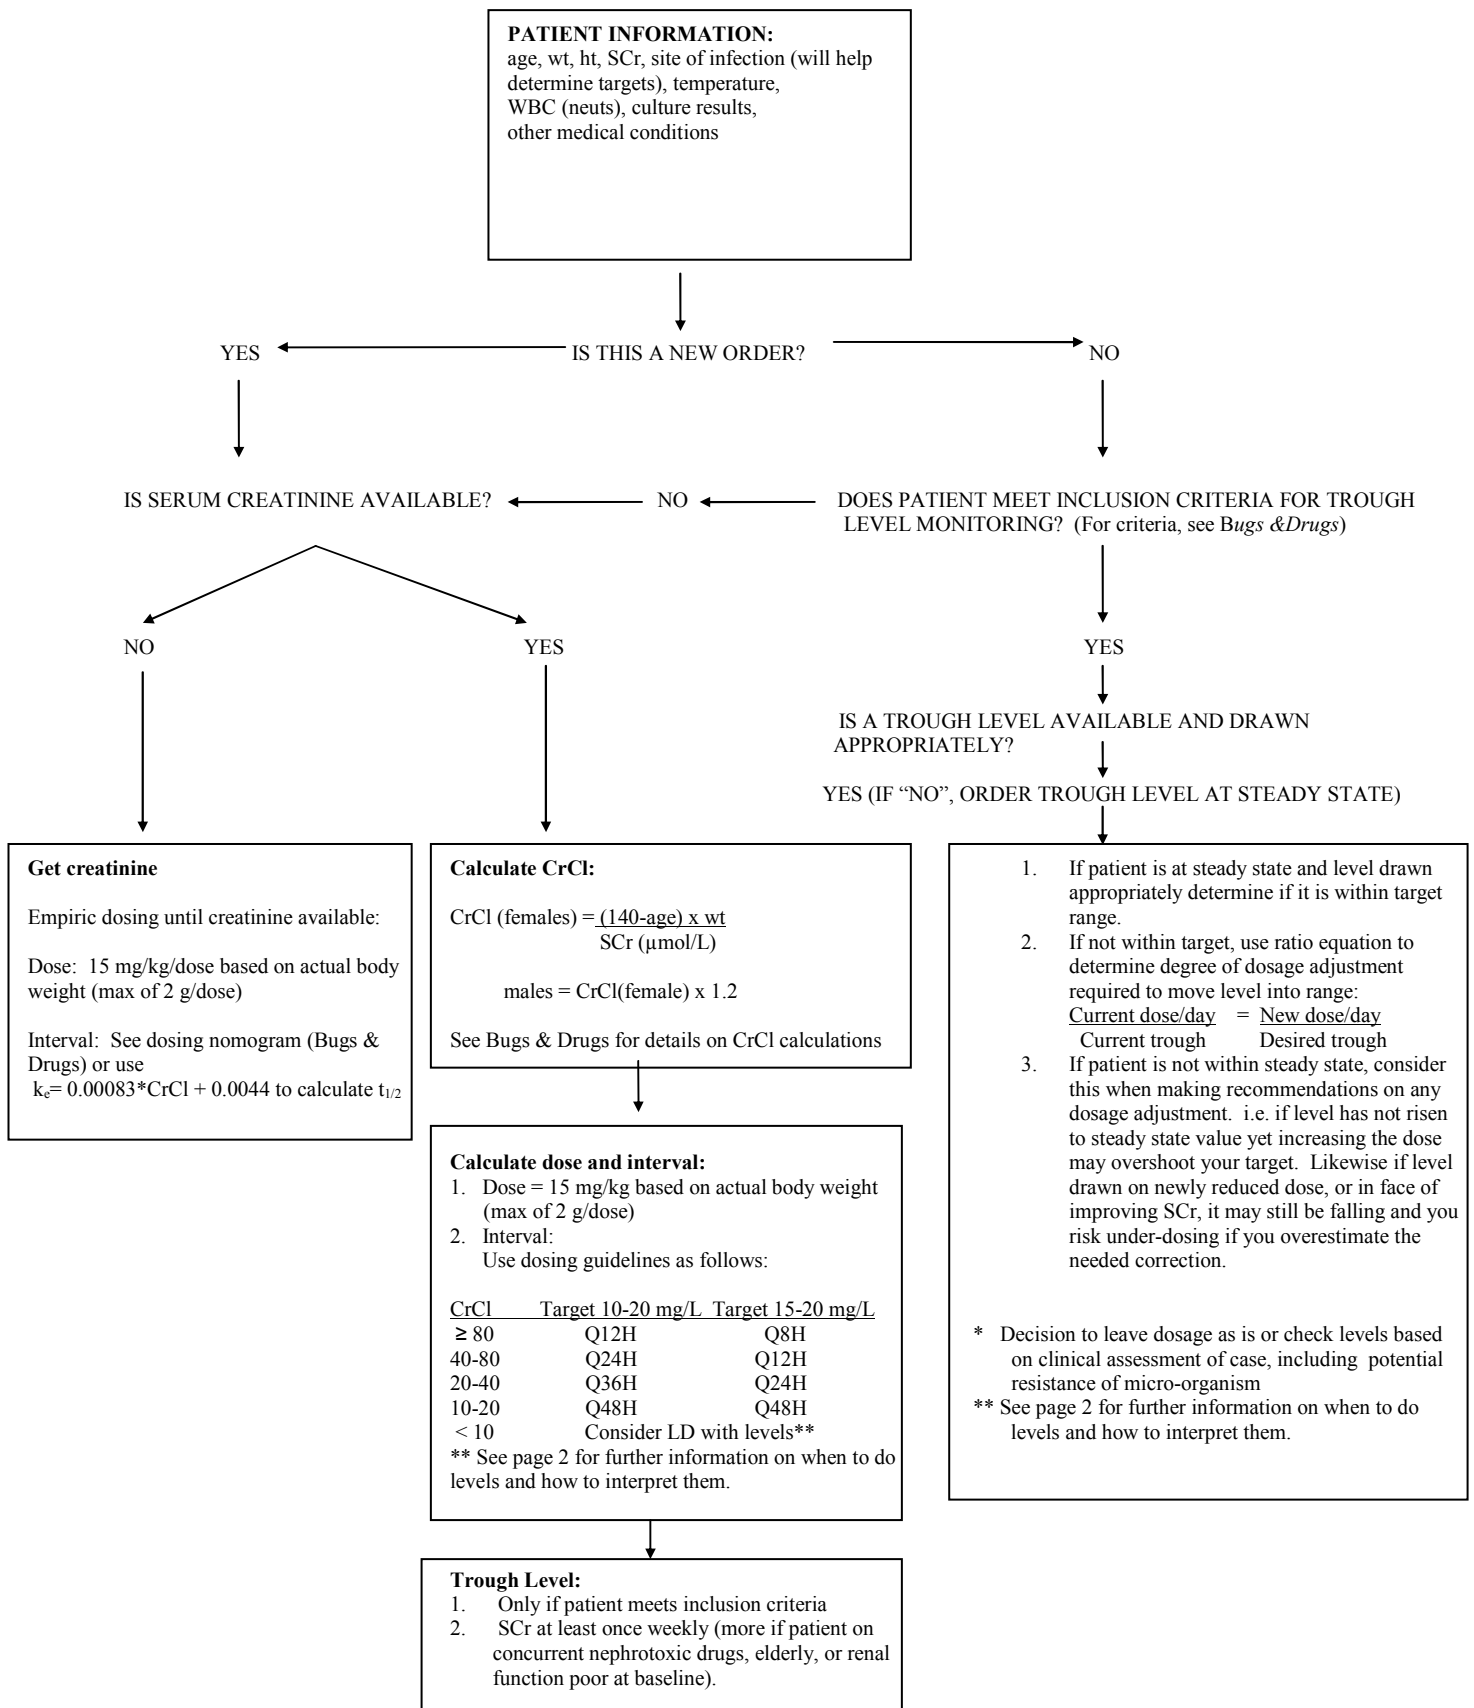 PATIENT INFORMATION:
age, wt, ht, SCr, site of infection (will help
determine targets), temperature,
WBC (neuts), culture results,
other medical conditions
YES
IS THIS A NEW ORDER?
NO
IS SERUM CREATININE AVAILABLE?
NO
DOES PATIENT MEET INCLUSION CRITERIA FOR TROUGH
LEVEL MONITORING? (For criteria, see Bugs &Drugs)
NO
YES
YES
IS A TROUGH LEVEL AVAILABLE AND DRAWN
APPROPRIATELY?
YES (IF “NO”, ORDER TROUGH LEVEL AT STEADY STATE)
Get creatinine
Empiric dosing until creatinine available:
Dose: 15 mg/kg/dose based on actual body
weight (max of 2 g/dose)
Interval: See dosing nomogram (Bugs &
Drugs) or use
ke= 0.00083*CrCl + 0.0044 to calculate t1/2
Calculate CrCl:
CrCl (females) = (140-age) x wt
SCr (µmol/L)
males = CrCl(female) x 1.2
See Bugs & Drugs for details on CrCl calculations
Calculate dose and interval:
1. Dose = 15 mg/kg based on actual body weight
(max of 2 g/dose)
2. Interval:
Use dosing guidelines as follows:
CrCl Target 10-20 mg/L Target 15-20 mg/L
≥ 80 Q12H Q8H
40-80 Q24H Q12H
20-40 Q36H Q24H
10-20 Q48H Q48H
< 10 Consider LD with levels**
** See page 2 for further information on when to do
levels and how to interpret them.
Trough Level:
1. Only if patient meets inclusion criteria
2. SCr at least once weekly (more if patient on
concurrent nephrotoxic drugs, elderly, or renal
function poor at baseline).
1. If patient is at steady state and level drawn
appropriately determine if it is within target
range.
2. If not within target, use ratio equation to
determine degree of dosage adjustment
required to move level into range:
Current dose/day = New dose/day
Current trough Desired trough
3. If patient is not within steady state, consider
this when making recommendations on any
dosage adjustment. i.e. if level has not risen
to steady state value yet increasing the dose
may overshoot your target. Likewise if level
drawn on newly reduced dose, or in face of
improving SCr, it may still be falling and you
risk under-dosing if you overestimate the
needed correction.
* Decision to leave dosage as is or check levels based
on clinical assessment of case, including potential
resistance of micro-organism
** See page 2 for further information on when to do
levels and how to interpret them.